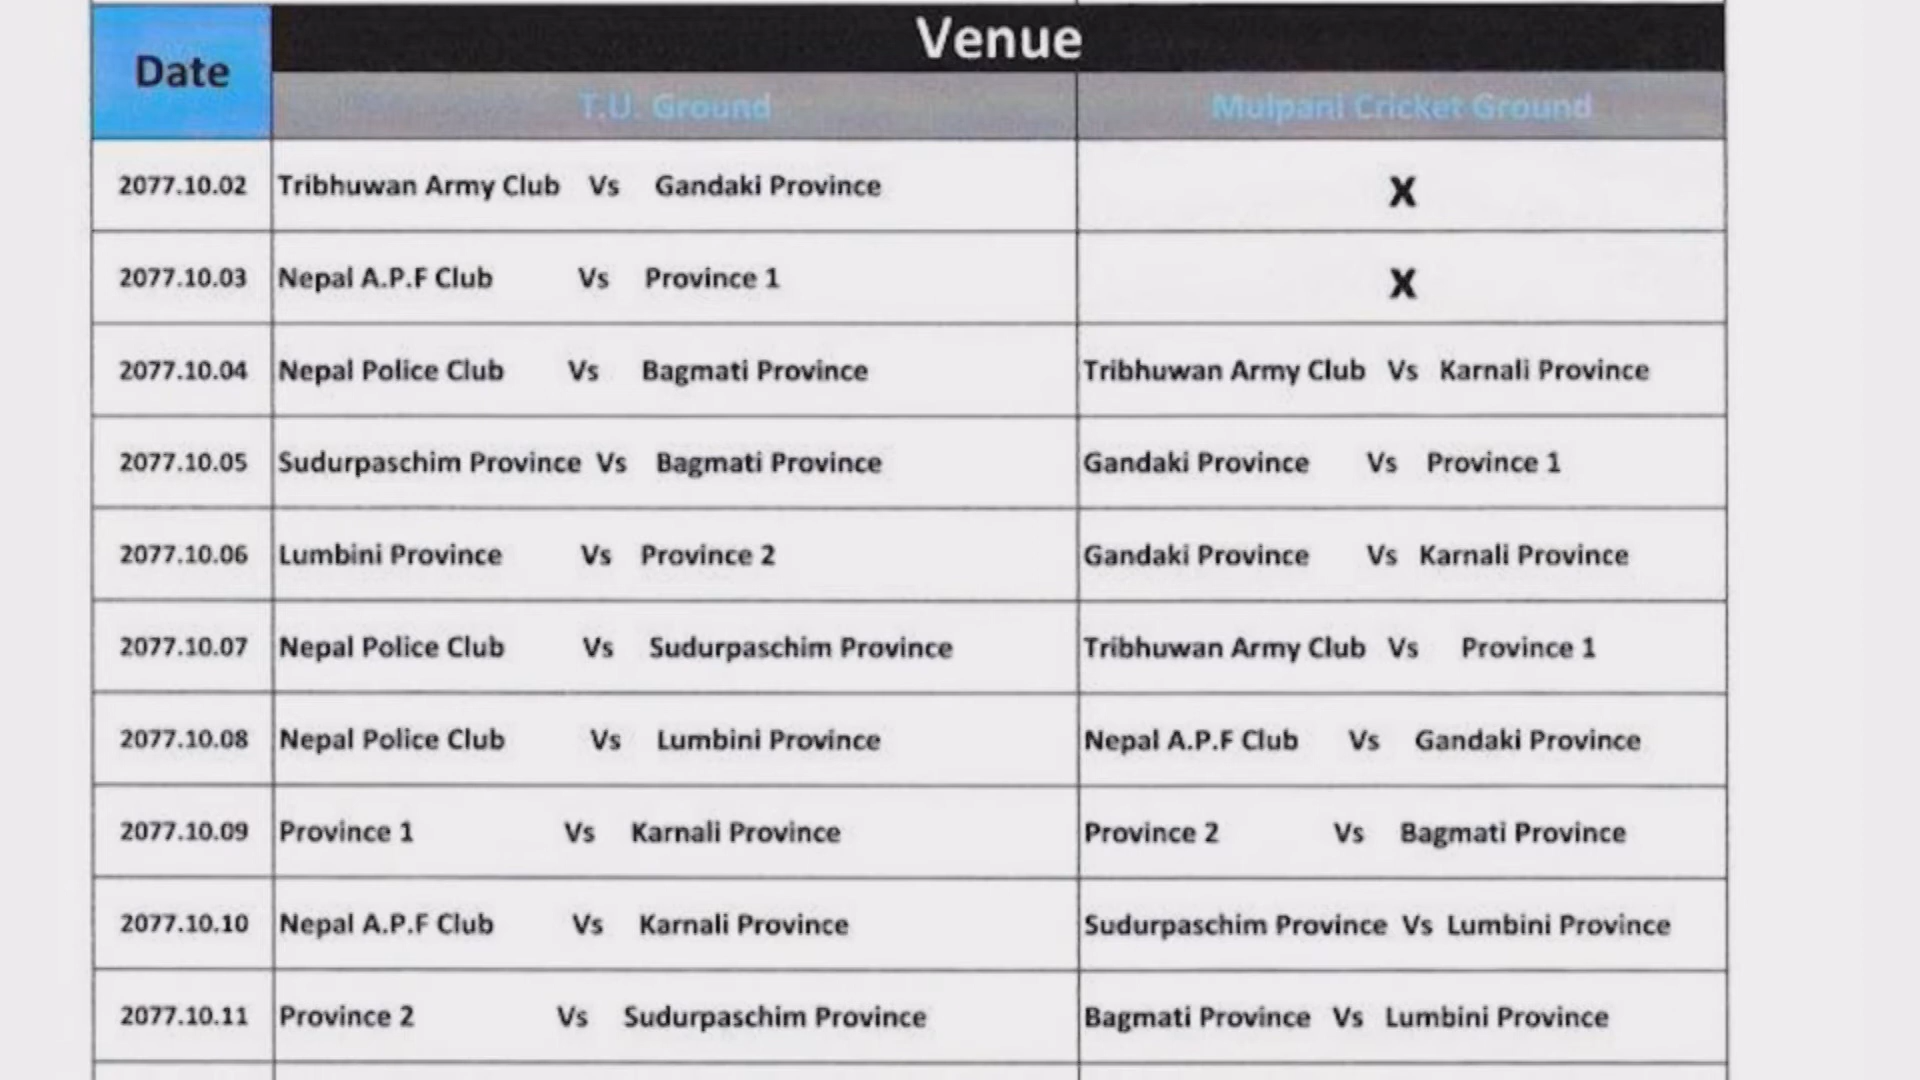 Date Venue
T.U. Ground Mulpani Cricket Ground
2077.10.02 Tribhuwan Army Club Vs Gandaki Province X
2077.10.03 Nepal A.P.F Club Vs Province 1 X
2077.10.04 Nepal Police Club Vs Bagmati Province Tribhuwan Army Club Vs Karnali Province
2077.10.05 Sudurpaschim Province Vs Bagmati Province Gandaki Province Vs Province 1
2077.10.06 Lumbini Province Vs Province 2 Gandaki Province Vs Karnali Province
2077.10.07 Nepal Police Club Vs Sudurpaschim Province Tribhuwan Army Club Vs Province 1
2077.10.08 Nepal Police Club Vs Lumbini Province Nepal A.P.F Club Vs Gandaki Province
2077.10.09 Province 1 Vs Karnali Province Province 2 Vs Bagmati Province
2077.10.10 Nepal A.P.F Club Vs Karnali Province Sudurpaschim Province Vs Lumbini Province
2077.10.11 Province 2 Vs Sudurpaschim Province Bagmati Province Vs Lumbini Province